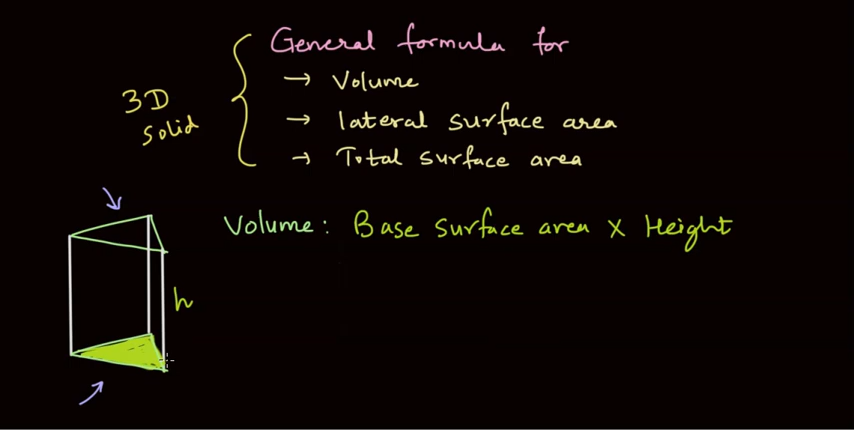 General formula for
→ Volume
3D
solid
→ lateral surface area
→ Total surface area
Volume: Base surface area x Height
h